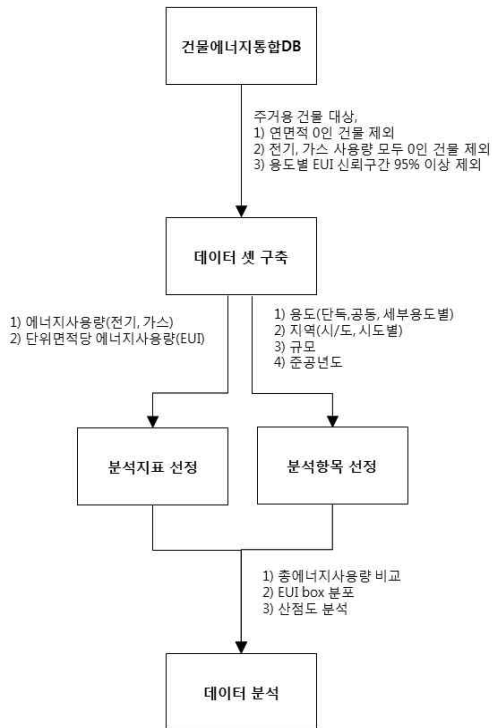 건물에너지통합DB
주거용 건물 대상,
1) 연면적 0인 건물 제외
2) 전기, 가스 사용량 모두 0인 건물 제외
3) 용도별 EUI 신뢰구간 95% 이상 제외
데이터 셋 구축
1) 에너지사용량(전기, 가스)
2) 단위면적당 에너지사용량(EUI)
1) 용도(단독,공동, 세부용도별)
2) 지역(시/도, 시도별)
3) 규모
4) 준공년도
분석지표 선정
분석항목 선정
1) 총에너지사용량 비교
2) EUI box 분포
3) 산점도 분석
데이터 분석